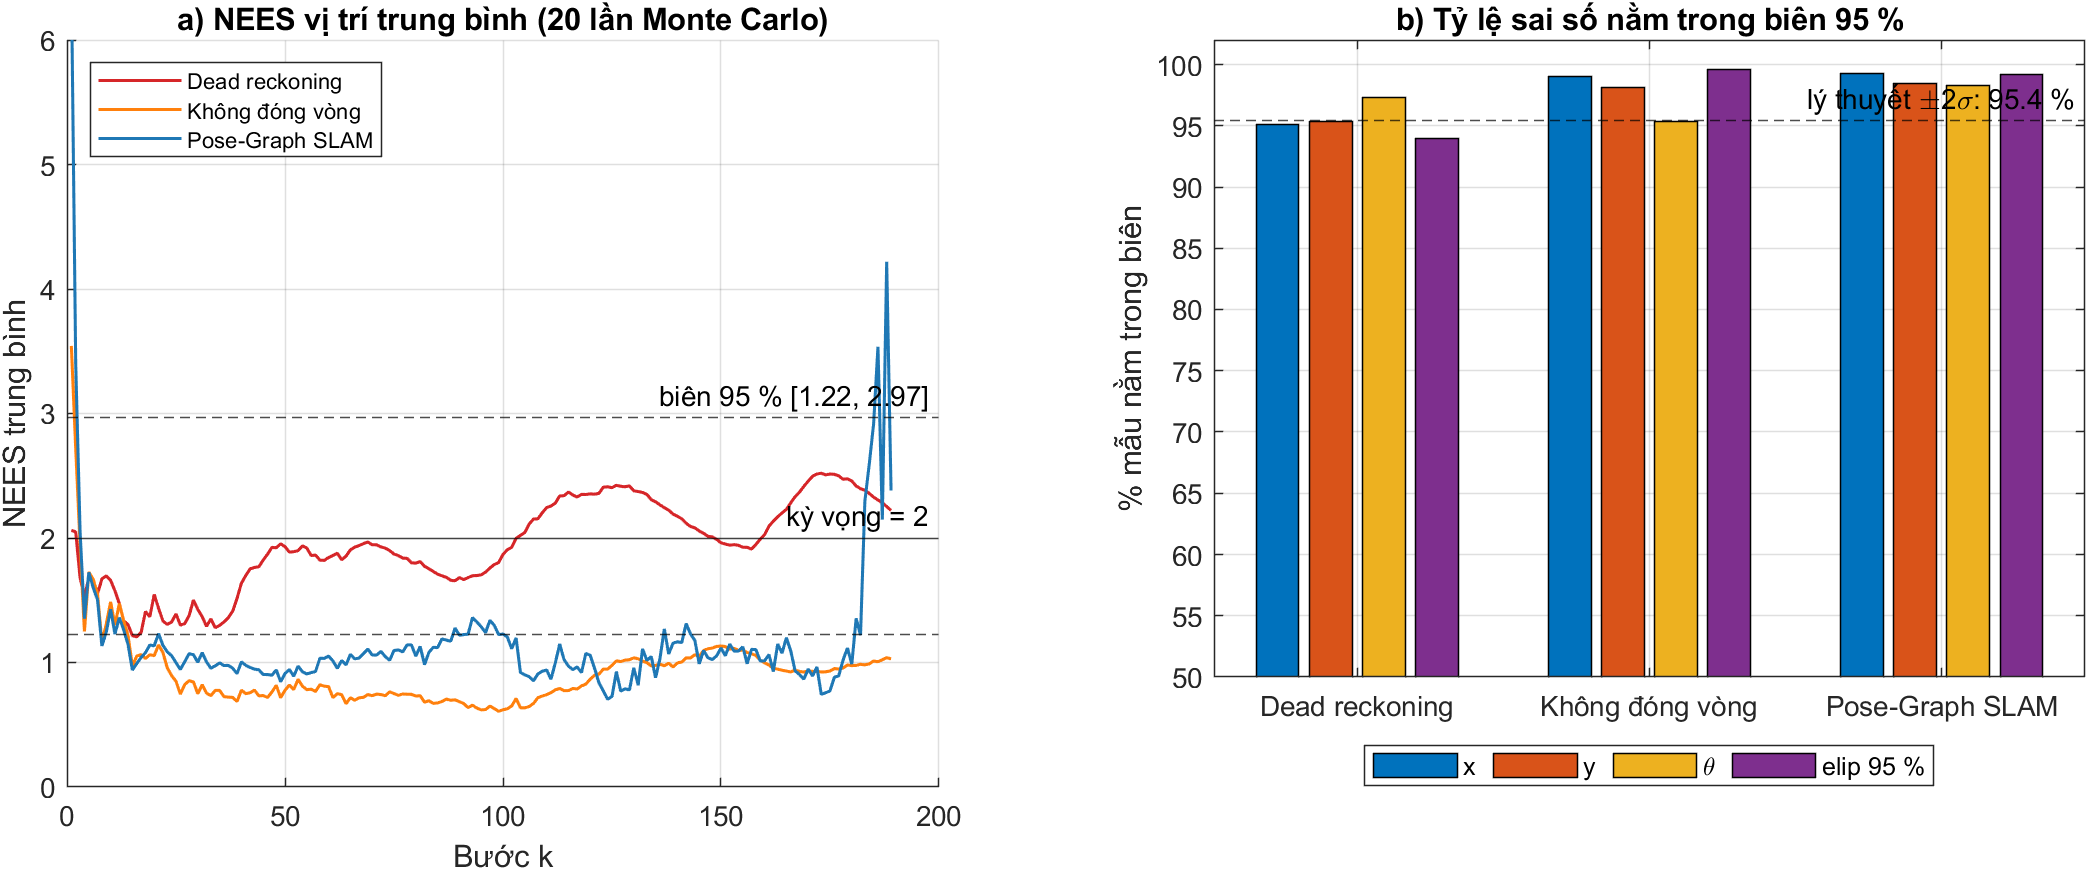 a) NEES vị trí trung bình (20 lần Monte Carlo)
6
5
4
3
2
1
0
NEES trung bình
Dead reckoning
Không đóng vòng
Pose-Graph SLAM
biên 95 % [1.22, 2.97]
kỳ vọng = 2
0 50 100 150 200
Bước k
b) Tỷ lệ sai số nằm trong biên 95 %
100
95
90
85
80
75
70
65
60
55
50
% mẫu nằm trong biên
lý thuyết ±2σ: 95.4 %
Dead reckoning Không đóng vòng Pose-Graph SLAM
x y θ elip 95 %